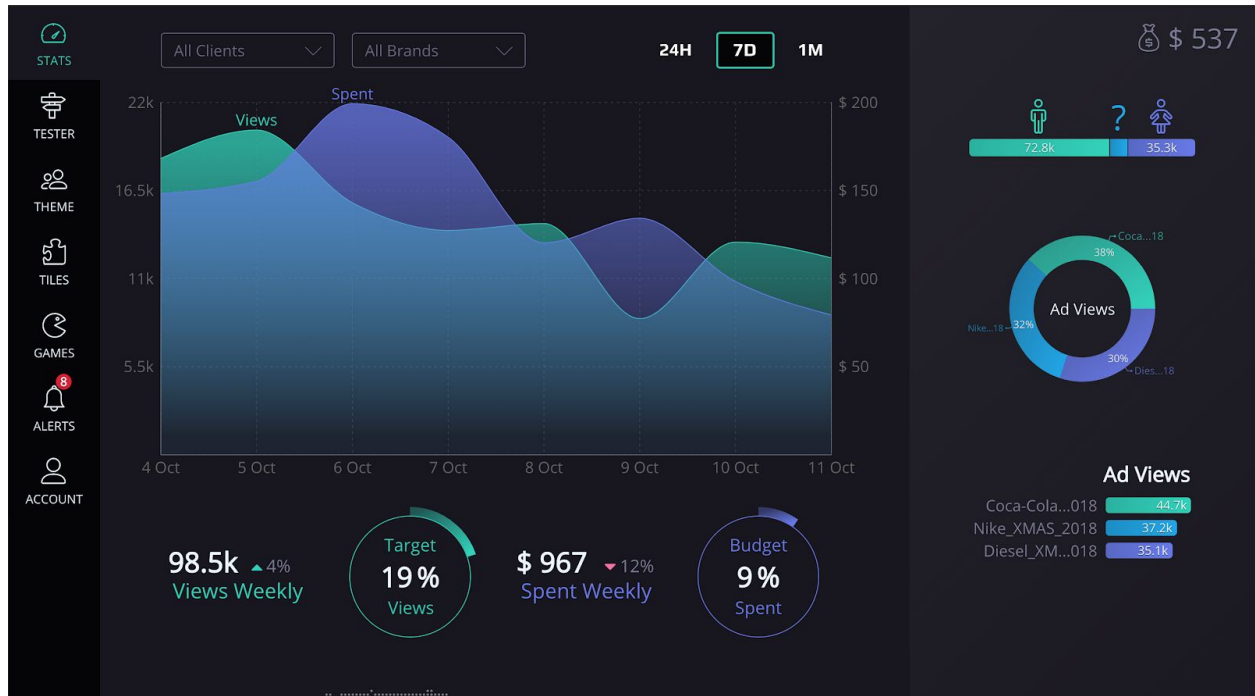 STATS
TESTER
THEME
TILES
GAMES
8
ALERTS
ACCOUNT
All Clients
All Brands
24H 7D 1M
$ 537
Spent
Views
22k
16.5k
11k
5.5k
$ 200
$ 150
$ 100
$ 50
4 Oct 5 Oct 6 Oct 7 Oct 8 Oct 9 Oct 10 Oct 11 Oct
98.5k 4%
Views Weekly
Target
19%
Views
$ 967 12%
Spent Weekly
Budget
9%
Spent
?
72.8k 35.3k
Coca...18
38%
Ad Views
Nike...18 32%
30%
Dies...18
Ad Views
Coca-Cola...018 44.7k
Nike_XMAS_2018 37.2k
Diesel_XM...018 35.1k